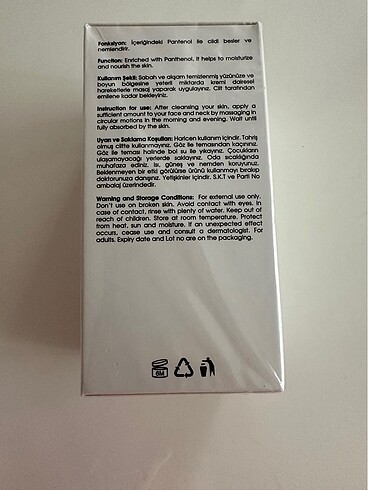 Fonksiyon: İçeriğindeki Pantenol ile cildi besler ve
nemlendirir.
Function: Enriched with Panthenol, it helps to moisturize
and nourish the skin.
Kullanım Şekli: Sabah ve akşam temizlenmiş yüzünüze ve
boyun bölgesine yeterli miktarda kremi dairesel
hareketlerle masaj yaparak uygulayınız. Cilt tarafından
emilene kadar bekleyiniz.
Instruction for use: After cleansing your skin, apply a
sufficient amount to your face and neck by massaging in
circular motions in the morning and evening. Wait until
fully absorbed by the skin.
Uyarı ve Saklama Koşulları: Haricen kullanım içindir. Tahriş
olmuş ciltte kullanmayınız. Göz ile temasından kaçınınız.
Göz ile teması halinde bol su ile yıkayınız. Çocukların
ulaşamayacağı yerlerde saklayınız. Oda sıcaklığında
muhafaza ediniz. Isı, güneş ve nemden koruyunuz.
Beklenmeyen bir etki görülürse ürünü kullanmayı bırakıp
doktorunuza danışınız. Yetişkinler içindir. S.K.T ve Parti No
ambalaj üzerindedir.
Warning and Storage Conditions: For external use only.
Don't use on broken skin. Avoid contact with eyes. In
case of contact, rinse with plenty of water. Keep out of
reach of children. Store at room temperature. Protect
from heat, sun and moisture. If an unexpected effect
occurs, cease use and consult a dermatologist. For
adults. Expiry date and Lot no are on the packaging.